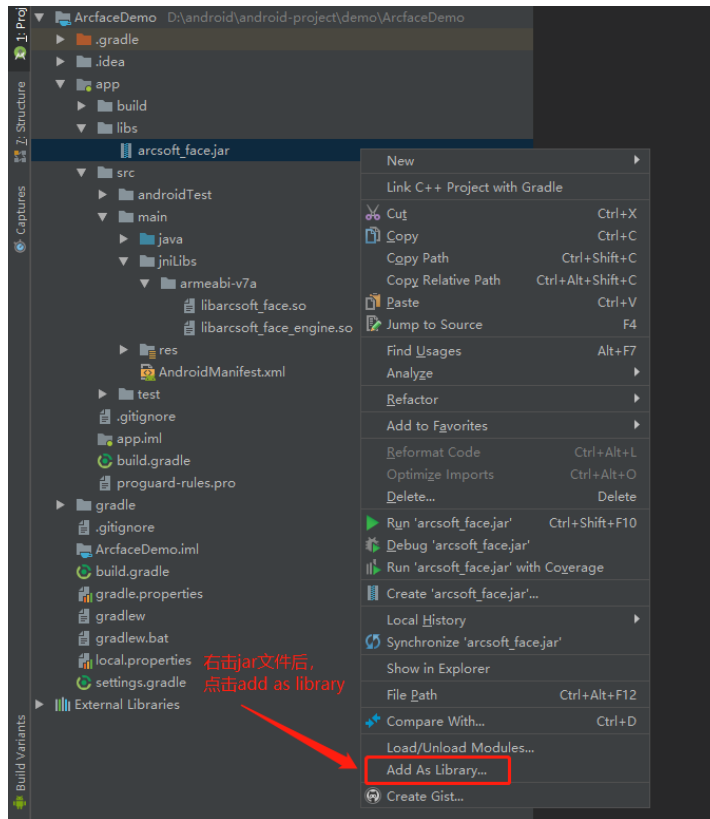 1: Proj
7: Structure
Captures
Build Variants
ArcfaceDemo D:\android\android-project\demo\ArcfaceDemo
.gradle
.idea
app
build
libs
arcsoft_face.jar
src
androidTest
main
java
jniLibs
armeabi-v7a
libarcsoft_face.so
libarcsoft_face_engine.so
res
AndroidManifest.xml
test
.gitignore
app.iml
build.gradle
proguard-rules.pro
gradle
.gitignore
ArcfaceDemo.iml
build.gradle
gradle.properties
gradlew
gradlew.bat
local.properties
settings.gradle
External Libraries
右击jar文件后，
点击add as library
New
Link C++ Project with Gradle
Cut Ctrl+X
Copy Ctrl+C
Copy Path Ctrl+Shift+C
Copy Relative Path Ctrl+Alt+Shift+C
Paste Ctrl+V
Jump to Source F4
Find Usages Alt+F7
Analyze
Refactor
Add to Favorites
Reformat Code Ctrl+Alt+L
Optimize Imports Ctrl+Alt+O
Delete... Delete
Run 'arcsoft_face.jar' Ctrl+Shift+F10
Debug 'arcsoft_face.jar'
Run 'arcsoft_face.jar' with Coverage
Create 'arcsoft_face.jar'...
Local History
Synchronize 'arcsoft_face.jar'
Show in Explorer
File Path Ctrl+Alt+F12
Compare With... Ctrl+D
Load/Unload Modules...
Add As Library...
Create Gist...